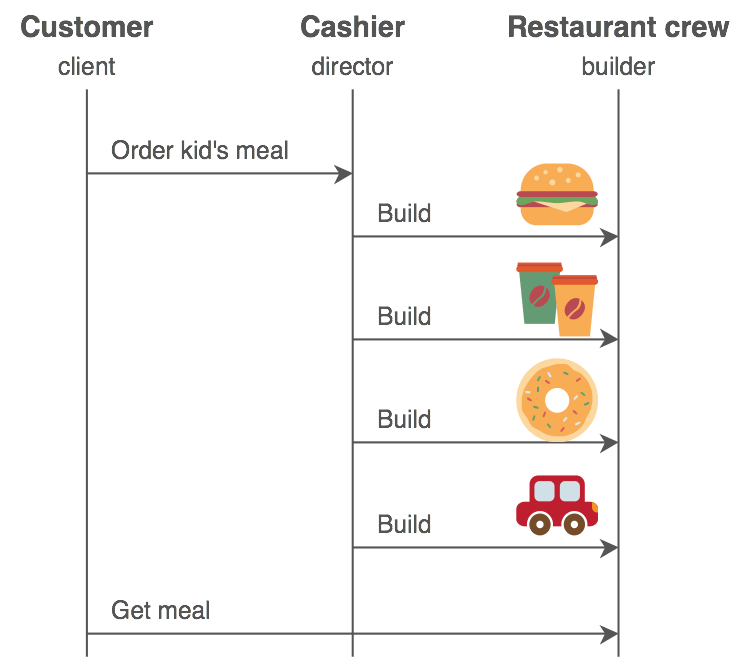 Customer
Cashier
Restaurant crew
client
director
builder
Order kid's meal
Build
Build
Build
Build
Get meal